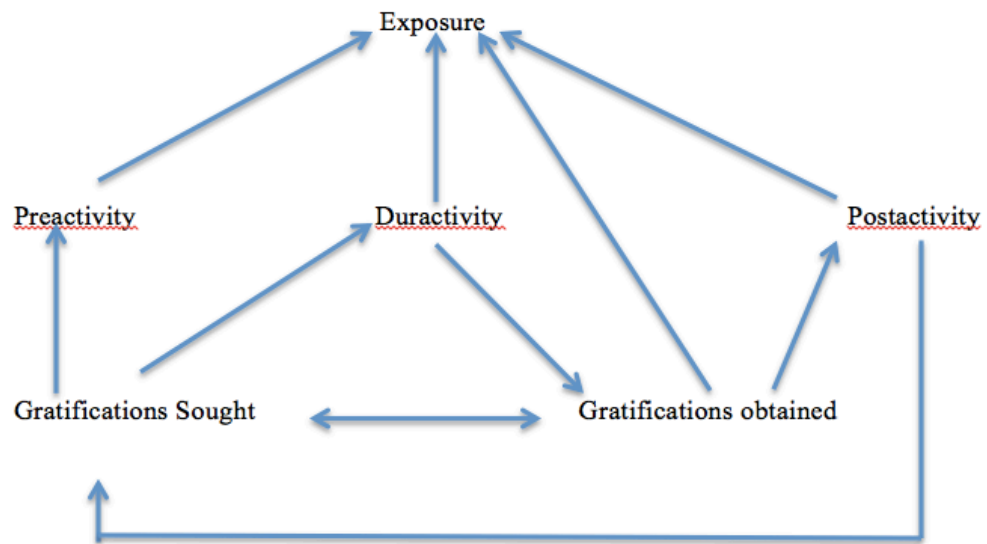 Exposure
Preactivity
Duractivity
Postactivity
Gratifications Sought
Gratifications obtained